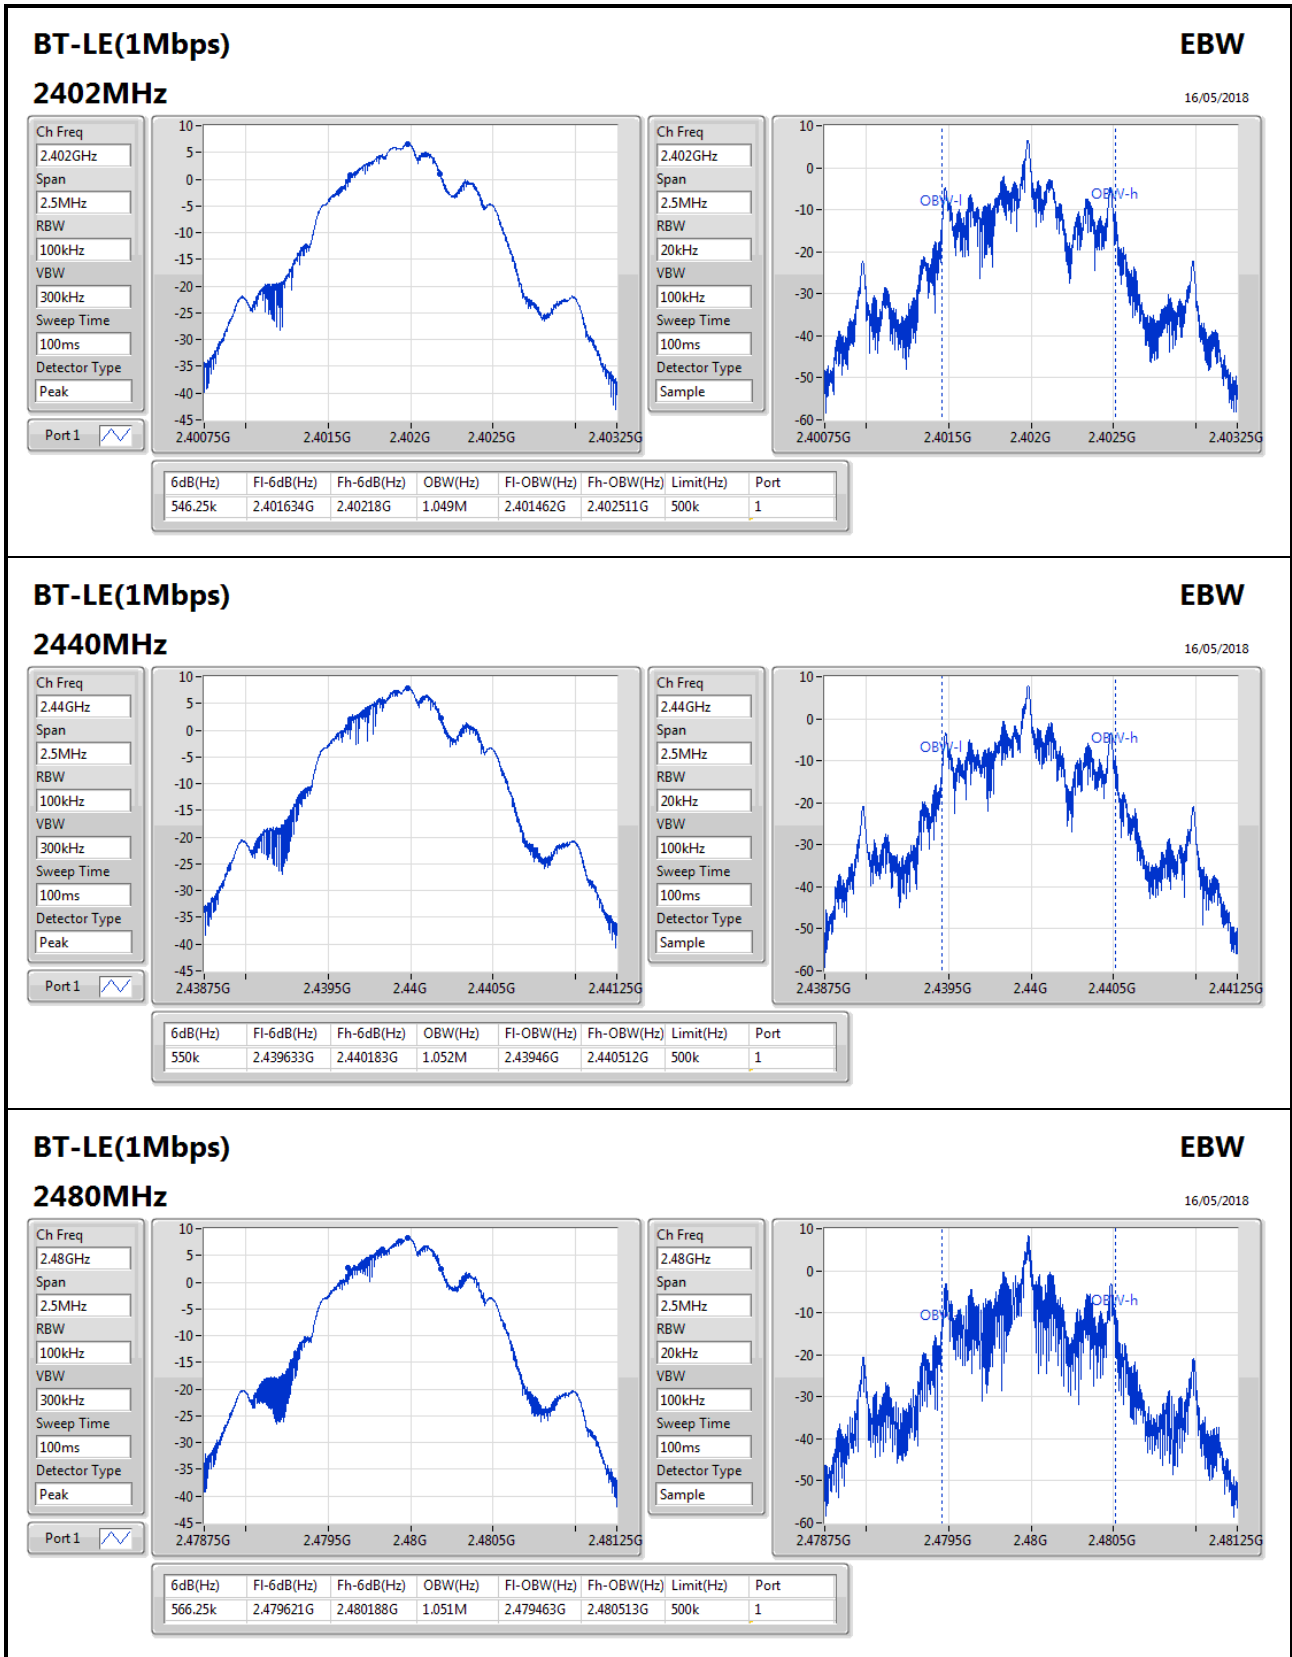 BT-LE(1Mbps) EBW
2402MHz 16/05/2018
Ch Freq
2.402GHz
Span
2.5MHz
RBW
100kHz
VBW
300kHz
Sweep Time
100ms
Detector Type
Peak
Port 1
10
5
0
-5
-10
-15
-20
-25
-30
-35
-40
-45
2.40075G 2.4015G 2.402G 2.4025G 2.40325G
Ch Freq
2.402GHz
Span
2.5MHz
RBW
20kHz
VBW
100kHz
Sweep Time
100ms
Detector Type
Sample
10
0
-10
-20
-30
-40
-50
-60
OBW-l OBW-h
2.40075G 2.4015G 2.402G 2.4025G 2.40325G
6dB(Hz) Fl-6dB(Hz) Fh-6dB(Hz) OBW(Hz) Fl-OBW(Hz) Fh-OBW(Hz) Limit(Hz) Port
546.25k 2.401634G 2.40218G 1.049M 2.401462G 2.402511G 500k 1
BT-LE(1Mbps) EBW
2440MHz 16/05/2018
Ch Freq
2.44GHz
Span
2.5MHz
RBW
100kHz
VBW
300kHz
Sweep Time
100ms
Detector Type
Peak
Port 1
10
5
0
-5
-10
-15
-20
-25
-30
-35
-40
-45
2.43875G 2.4395G 2.44G 2.4405G 2.44125G
Ch Freq
2.44GHz
Span
2.5MHz
RBW
20kHz
VBW
100kHz
Sweep Time
100ms
Detector Type
Sample
10
0
-10
-20
-30
-40
-50
-60
OBW-l OBW-h
2.43875G 2.4395G 2.44G 2.4405G 2.44125G
6dB(Hz) Fl-6dB(Hz) Fh-6dB(Hz) OBW(Hz) Fl-OBW(Hz) Fh-OBW(Hz) Limit(Hz) Port
550k 2.439633G 2.440183G 1.052M 2.43946G 2.440512G 500k 1
BT-LE(1Mbps) EBW
2480MHz 16/05/2018
Ch Freq
2.48GHz
Span
2.5MHz
RBW
100kHz
VBW
300kHz
Sweep Time
100ms
Detector Type
Peak
Port 1
10
5
0
-5
-10
-15
-20
-25
-30
-35
-40
-45
2.47875G 2.4795G 2.48G 2.4805G 2.48125G
Ch Freq
2.48GHz
Span
2.5MHz
RBW
20kHz
VBW
100kHz
Sweep Time
100ms
Detector Type
Sample
10
0
-10
-20
-30
-40
-50
-60
OBW-h
2.47875G 2.4795G 2.48G 2.4805G 2.48125G
6dB(Hz) Fl-6dB(Hz) Fh-6dB(Hz) OBW(Hz) Fl-OBW(Hz) Fh-OBW(Hz) Limit(Hz) Port
566.25k 2.479621G 2.480188G 1.051M 2.479463G 2.480513G 500k 1